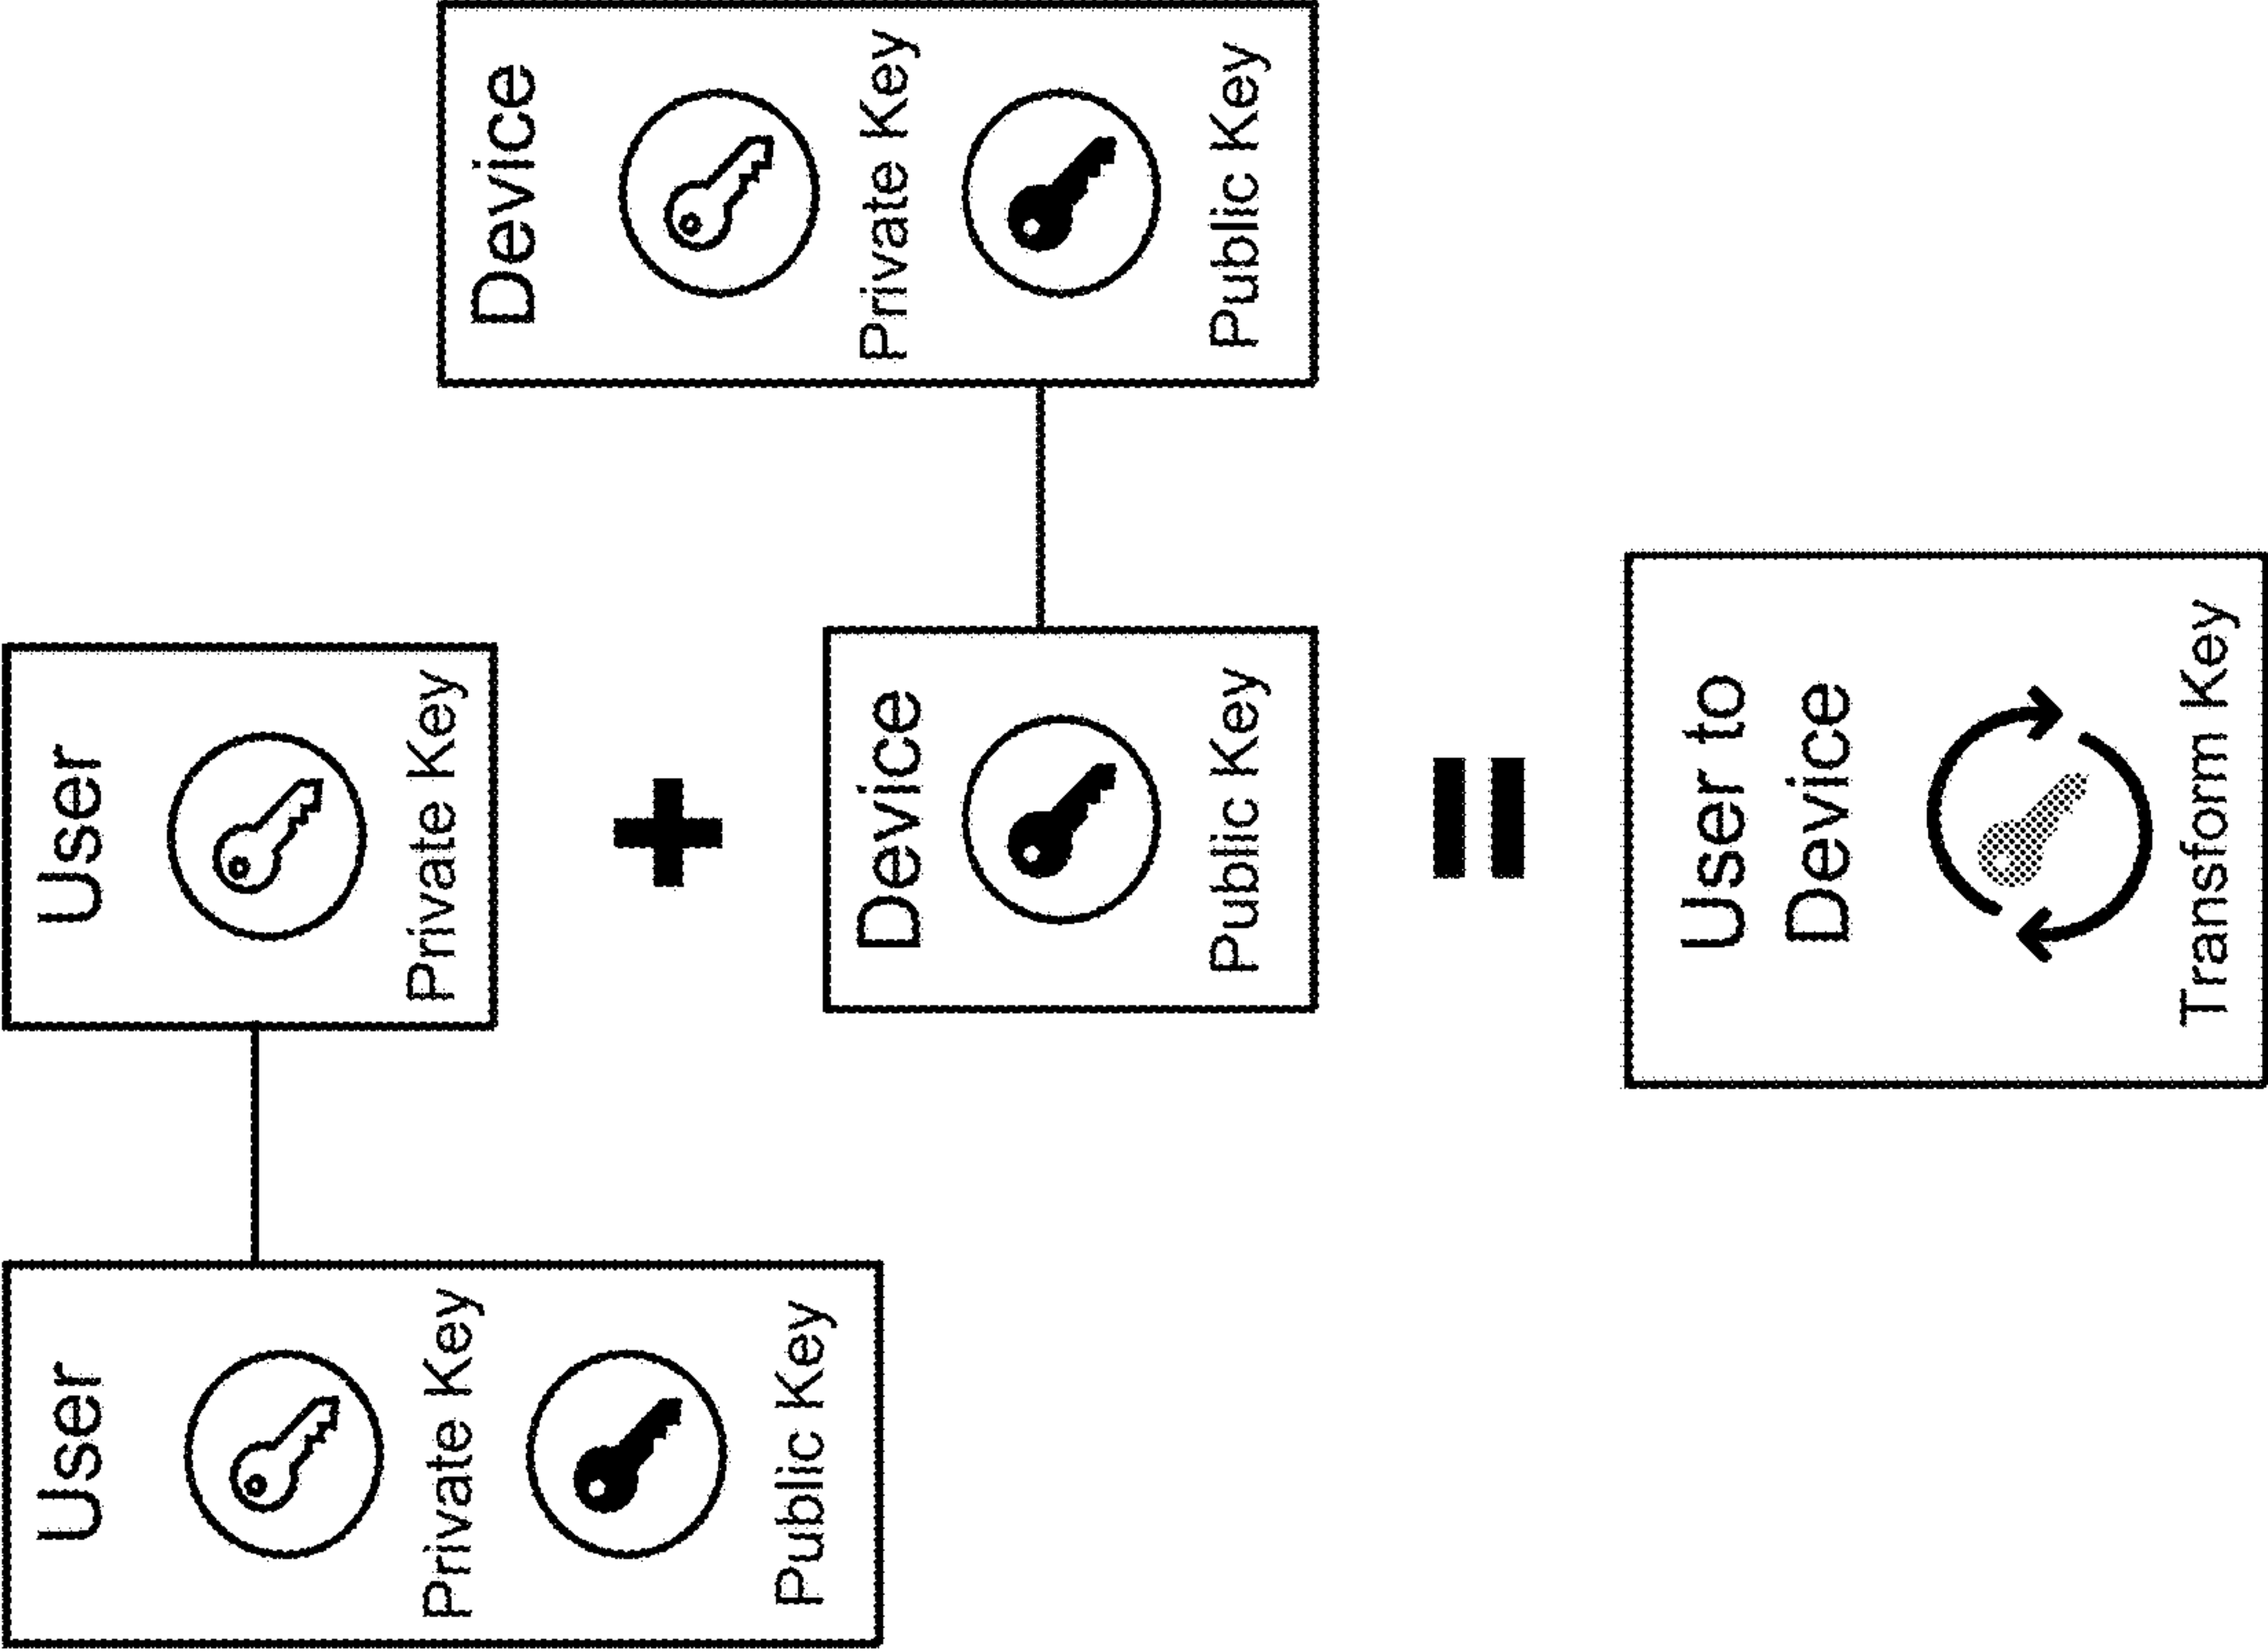 User
Private Key
Public Key
User
Private Key
+
Device
Public Key
=
User to
Device
Transform Key
Device
Private Key
Public Key